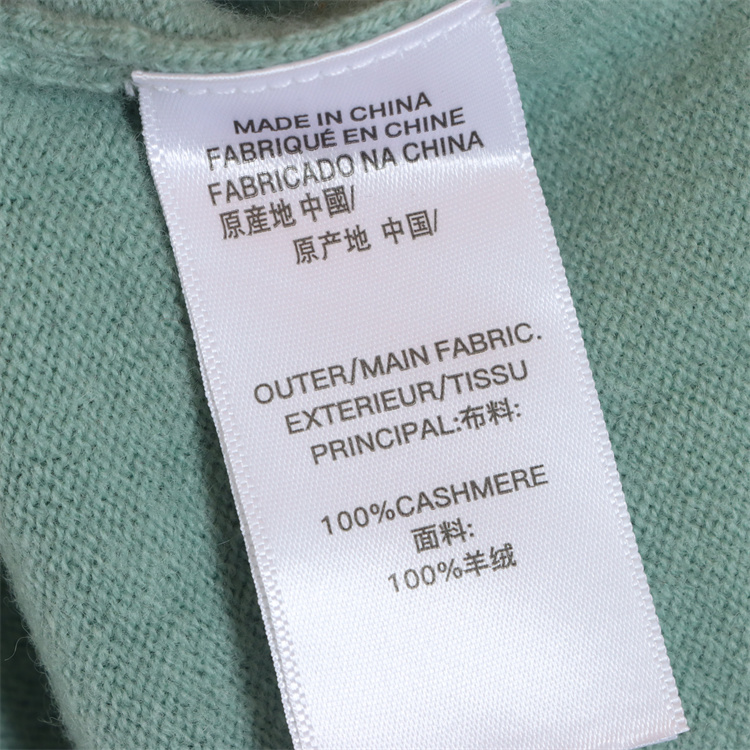 MADE IN CHINA
FABRIQUÉ EN CHINE
FABRICADO NA CHINA
原産地 中國/
原产地 中国/
OUTER/MAIN FABRIC.
EXTERIEUR/TISSU
PRINCIPAL:布料:
100%CASHMERE
面料:
100%羊绒